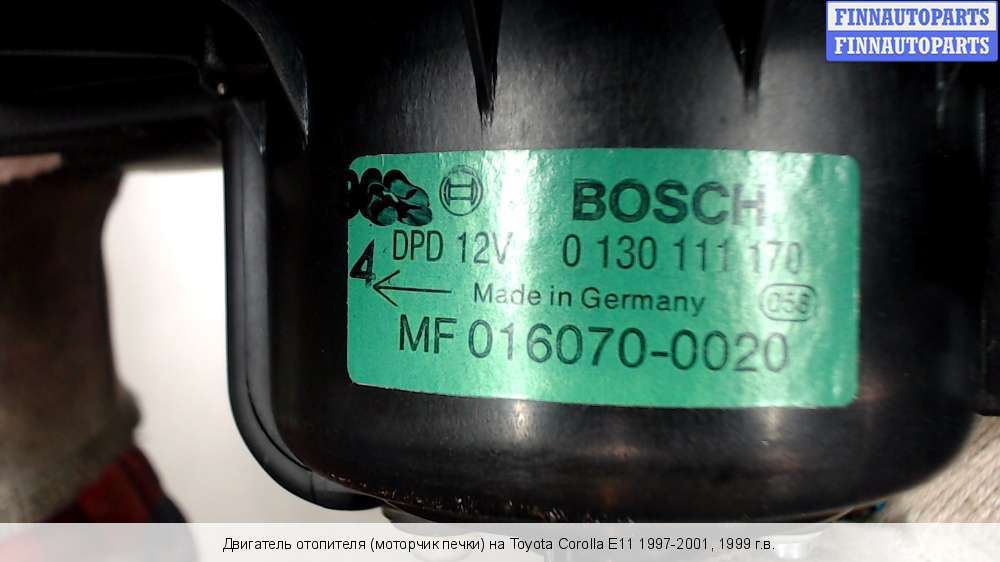 FINNAUTOPARTS
FINNAUTOPARTS
BOSCH
DPD 12V 0 130 111 170
4
Made in Germany 058
MF 016070-0020
Двигатель отопителя (моторчик печки) на Toyota Corolla E11 1997-2001, 1999 г.в.